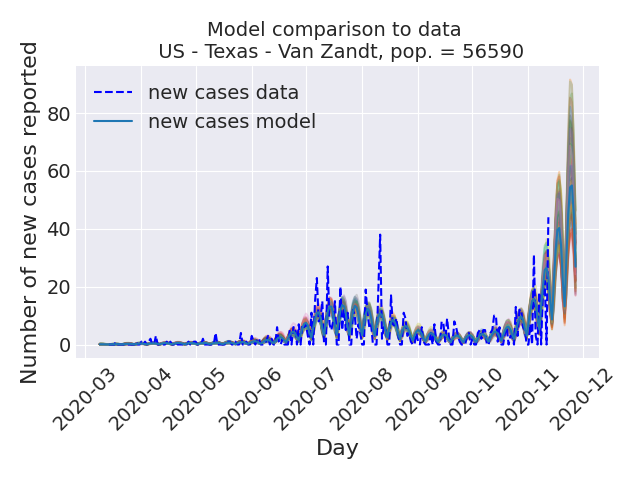 Model comparison to data
US - Texas - Van Zandt, pop. = 56590
Number of new cases reported
new cases data
new cases model
80
60
40
20
0
2020-03
2020-04
2020-05
2020-06
2020-07
2020-08
2020-09
2020-10
2020-11
2020-12
Day